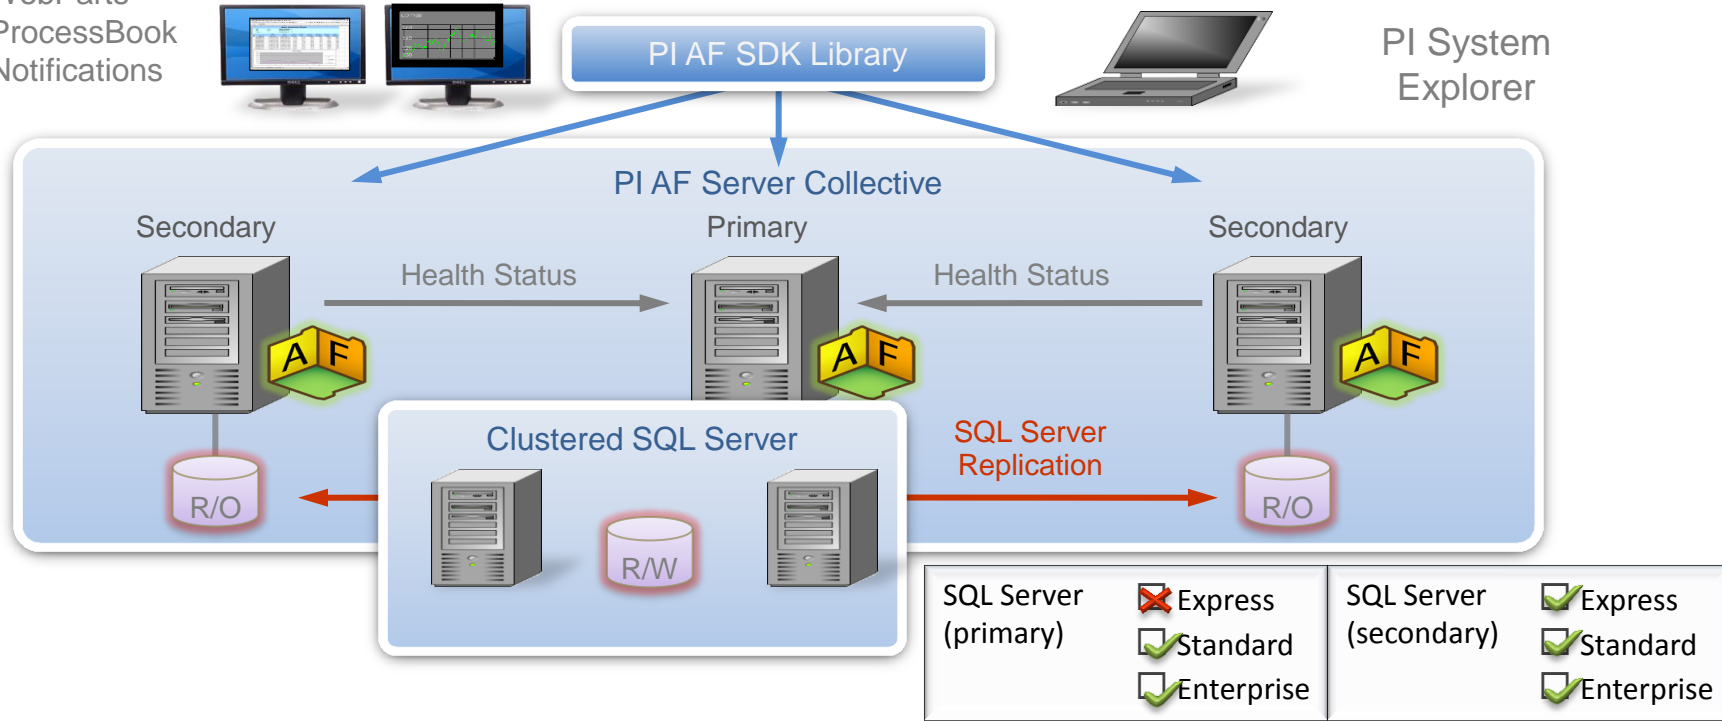 WebParts
ProcessBook
Notifications
PI AF SDK Library
PI System
Explorer
PI AF Server Collective
Secondary
Primary
Secondary
Health Status
Health Status
A F
A F
A F
Clustered SQL Server
SQL Server
Replication
R/O
R/W
R/O
SQL Server
(primary)
Express
Standard
Enterprise
SQL Server
(secondary)
Express
Standard
Enterprise